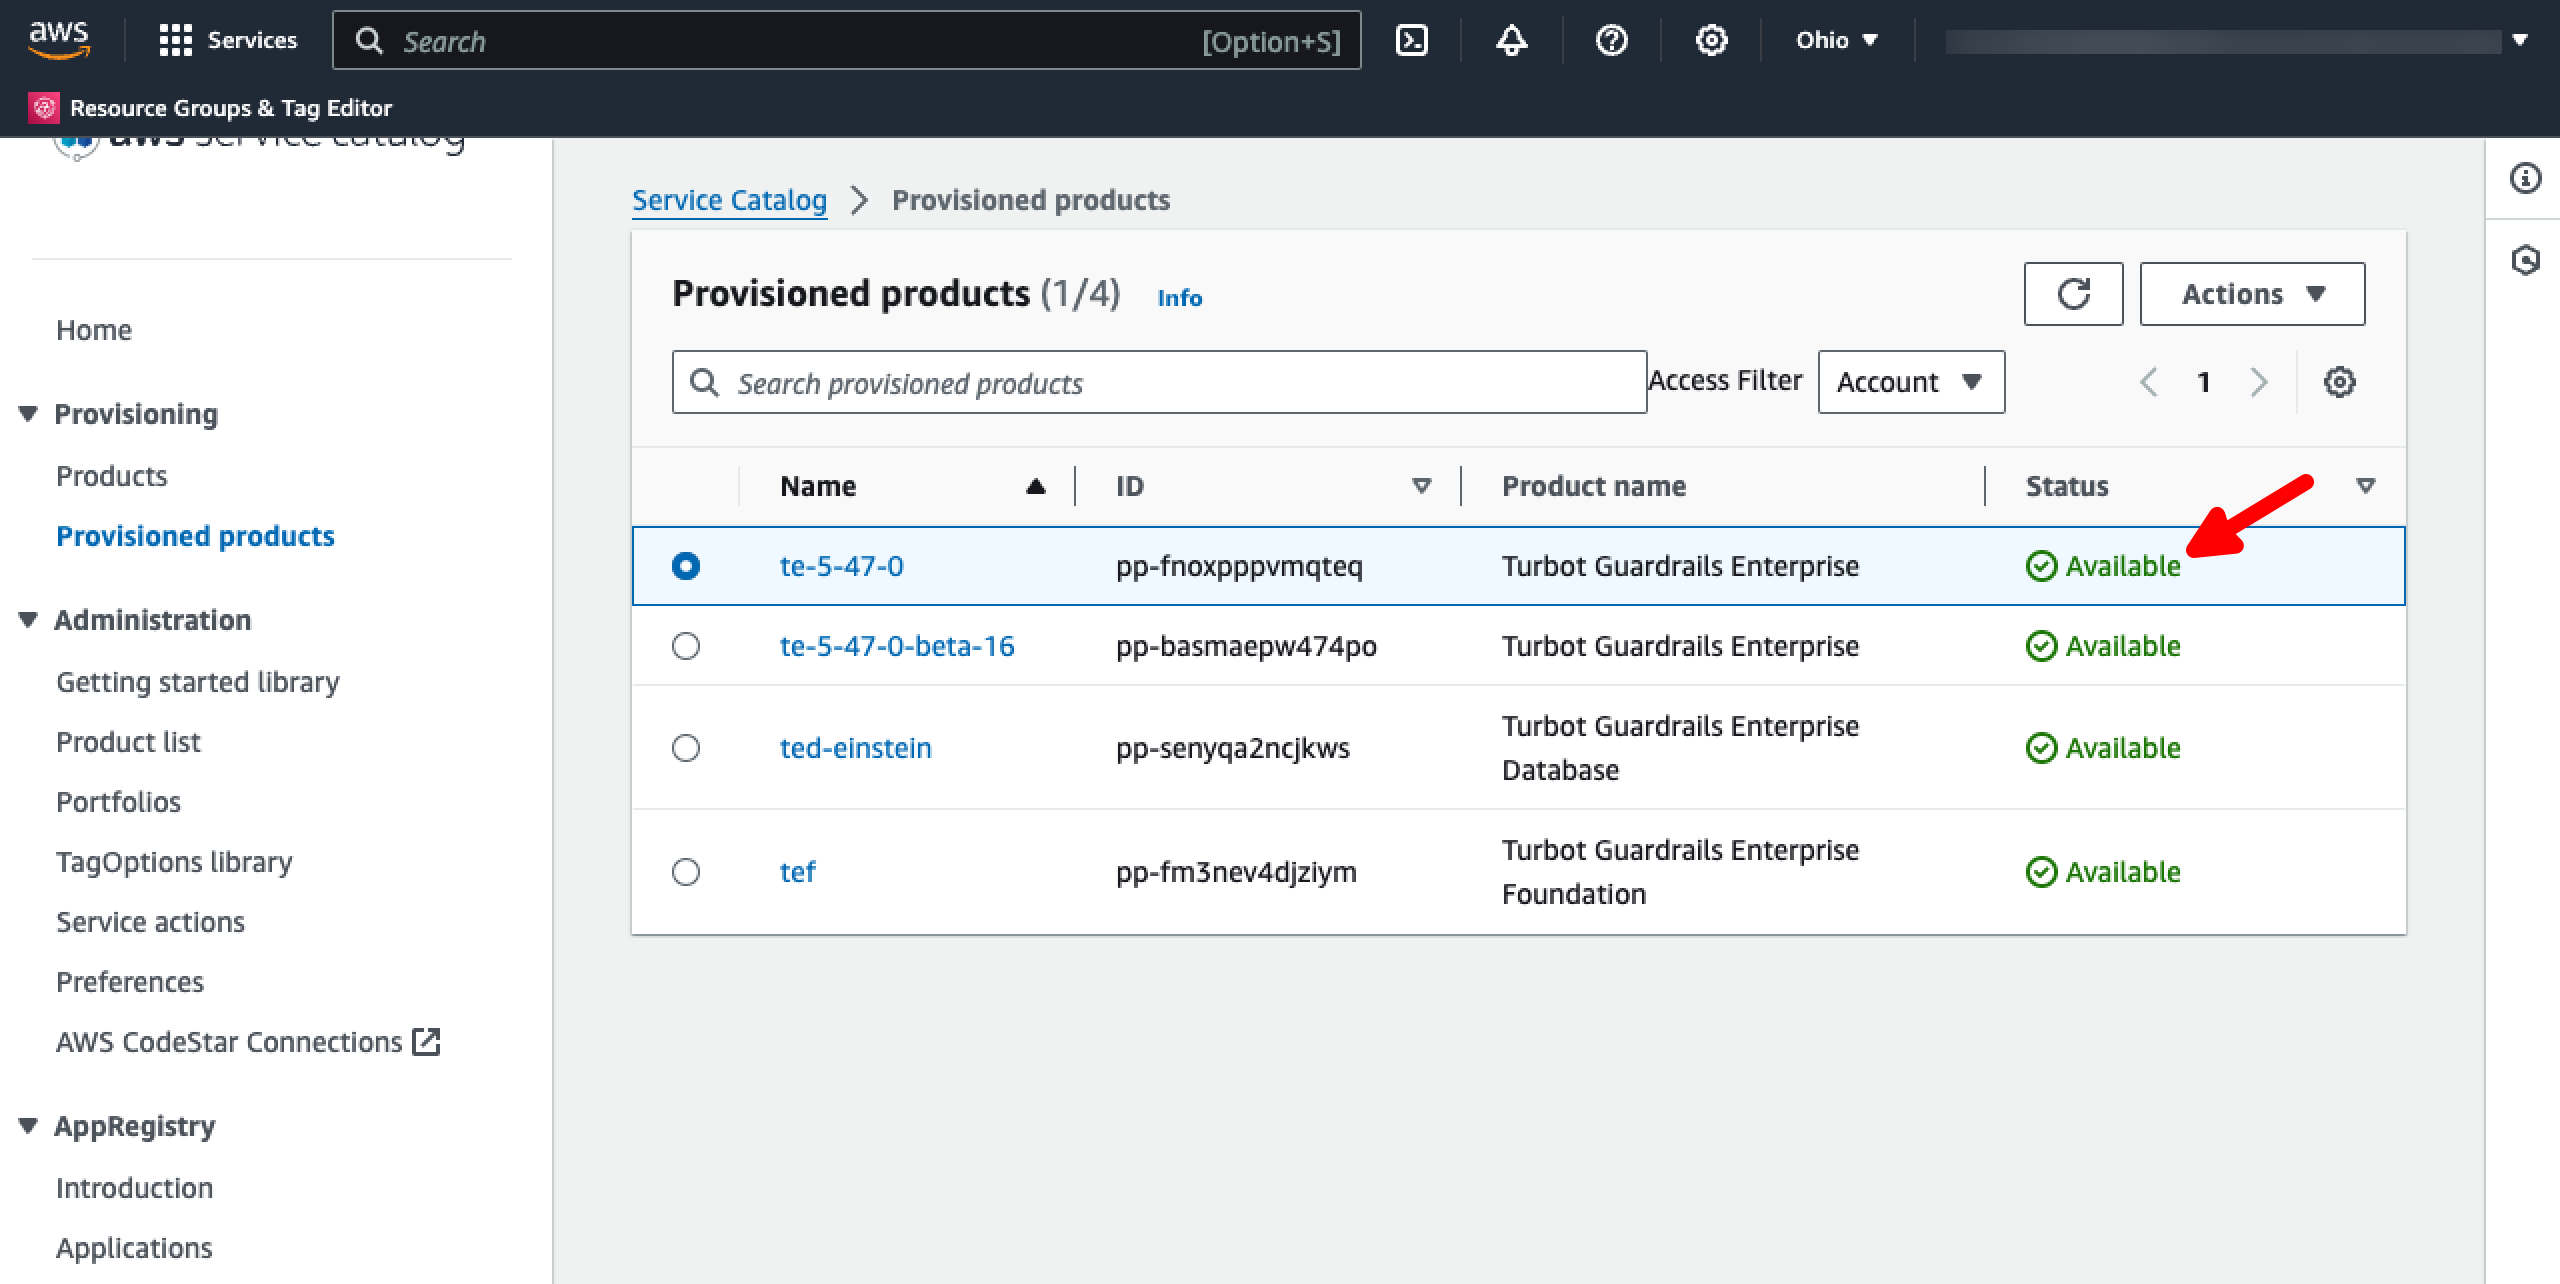 aws
Services
Search [Option+S]
Ohio
Resource Groups & Tag Editor
aws service catalog
Service Catalog Provisioned products
Provisioned products (1/4) Info
Actions
Search provisioned products
Access Filter Account
1
Home
Provisioning
Products
Provisioned products
Administration
Getting started library
Product list
Portfolios
TagOptions library
Service actions
Preferences
AWS CodeStar Connections
AppRegistry
Introduction
Applications
Name ID Product name Status
te-5-47-0 pp-fnoxpppvmqteq Turbot Guardrails Enterprise Available
te-5-47-0-beta-16 pp-basmaepw474po Turbot Guardrails Enterprise Available
ted-einstein pp-senyqa2ncjkws Turbot Guardrails Enterprise
Database Available
tef pp-fm3nev4djziym Turbot Guardrails Enterprise
Foundation Available